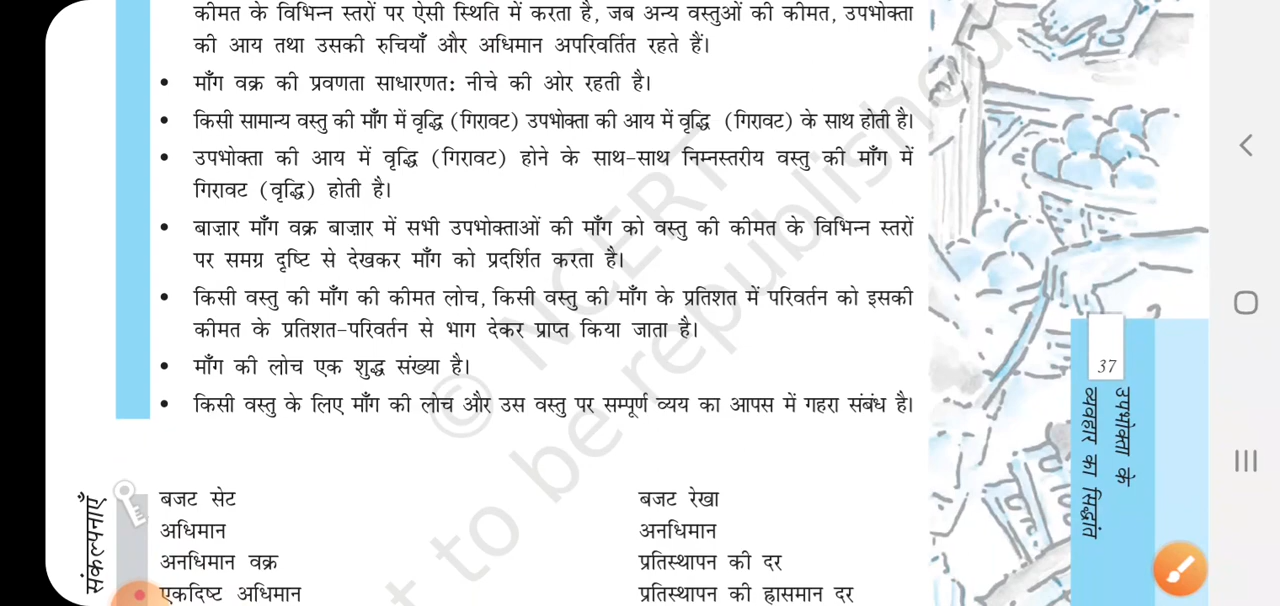 कीमत के विभिन्न स्तरों पर ऐसी स्थिति में करता है, जब अन्य वस्तुओं की कीमत, उपभोक्ता
की आय तथा उसकी रुचियाँ और अधिमान अपरिवर्तित रहते हैं।
• माँग वक्र की प्रवणता साधारणत: नीचे की ओर रहती है।
• किसी सामान्य वस्तु की माँग में वृद्धि (गिरावट) उपभोक्ता की आय में वृद्धि (गिरावट) के साथ होती है।
• उपभोक्ता की आय में वृद्धि (गिरावट) होने के साथ-साथ निम्नस्तरीय वस्तु की माँग में
गिरावट (वृद्धि) होती है।
• बाज़ार माँग वक्र बाज़ार में सभी उपभोक्ताओं की माँग को वस्तु की कीमत के विभिन्न स्तरों
पर समग्र दृष्टि से देखकर माँग को प्रदर्शित करता है।
• किसी वस्तु की माँग की कीमत लोच, किसी वस्तु की माँग के प्रतिशत में परिवर्तन को इसकी
कीमत के प्रतिशत-परिवर्तन से भाग देकर प्राप्त किया जाता है।
• माँग की लोच एक शुद्ध संख्या है।
• किसी वस्तु के लिए माँग की लोच और उस वस्तु पर सम्पूर्ण व्यय का आपस में गहरा संबंध है।
© NCERT
to be republished
37
उपभोक्ता के
व्यवहार का सिद्धांत
संकल्पनाएँ
बजट सेट बजट रेखा
अधिमान अनधिमान
अनधिमान वक्र प्रतिस्थापन की दर
एकदिष्ट अधिमान प्रतिस्थापन की ह्रासमान दर